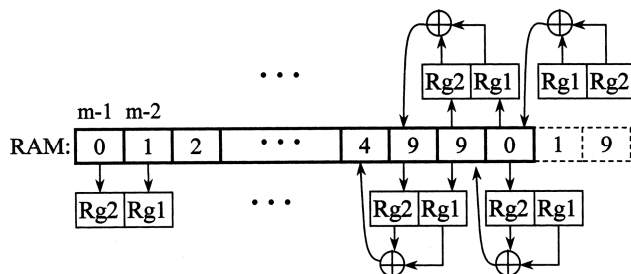 • • •
Rg2 Rg1 Rg1 Rg2
m-1 m-2
RAM: 0 1 2 • • • 4 9 9 0 1 9
Rg2 Rg1 • • • Rg2 Rg1 Rg2 Rg1